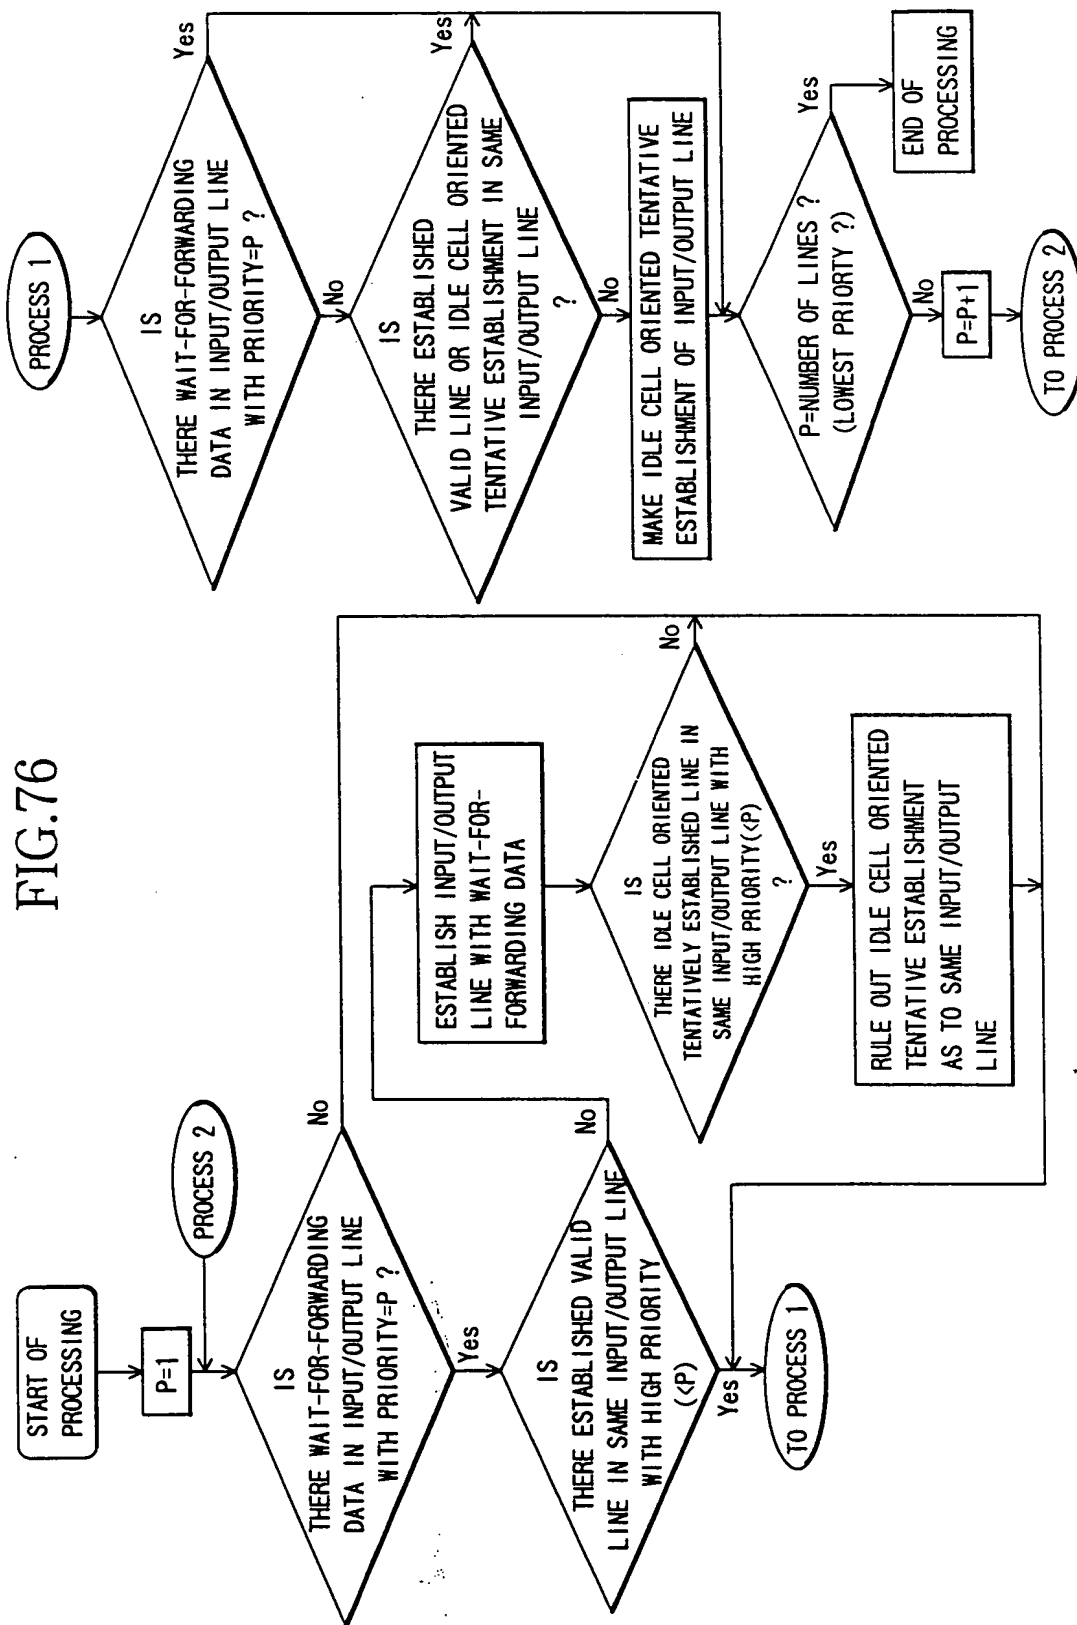 FIG.76
START OF
PROCESSING
P=1
PROCESS 2
IS
THERE WAIT-FOR-FORWARDING
DATA IN INPUT/OUTPUT LINE
WITH PRIORITY=P ?
No
Yes
IS
THERE ESTABLISHED VALID
LINE IN SAME INPUT/OUTPUT LINE
WITH HIGH PRIORITY
(<P)
No
Yes
TO PROCESS 1
ESTABLISH INPUT/OUTPUT
LINE WITH WAIT-FOR-
FORWARDING DATA
IS
THERE IDLE CELL ORIENTED
TENTATIVELY ESTABLISHED LINE IN
SAME INPUT/OUTPUT LINE WITH
HIGH PRIORITY(<P)
?
No
Yes
RULE OUT IDLE CELL ORIENTED
TENTATIVE ESTABLISHMENT
AS TO SAME INPUT/OUTPUT
LINE
PROCESS 1
IS
THERE WAIT-FOR-FORWARDING
DATA IN INPUT/OUTPUT LINE
WITH PRIORITY=P ?
Yes
No
IS
THERE ESTABLISHED
VALID LINE OR IDLE CELL ORIENTED
TENTATIVE ESTABLISHMENT IN SAME
INPUT/OUTPUT LINE
?
Yes
No
MAKE IDLE CELL ORIENTED TENTATIVE
ESTABLISHMENT OF INPUT/OUTPUT LINE
P=NUMBER OF LINES ?
(LOWEST PRIORTY ?)
Yes
END OF
PROCESSING
No
P=P+1
TO PROCESS 2